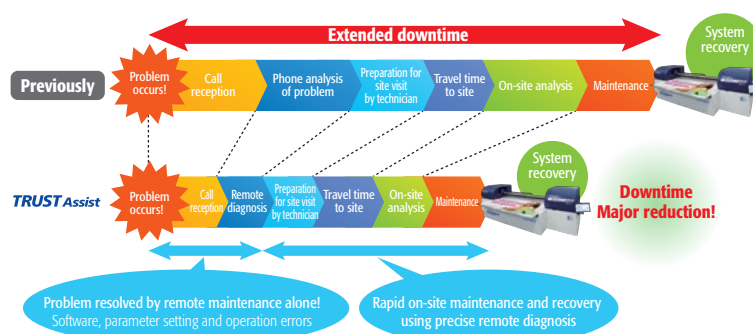 Extended downtime
System
recovery
Previously
Problem
occurs!
Call
reception
Phone analysis
of problem
Preparation for
site visit
by technician
Travel time
to site
On-site analysis
Maintenance
TRUST Assist
Problem
occurs!
Call
reception
Remote
diagnosis
Preparation
for site visit
by technician
Travel time
to site
On-site
analysis
Maintenance
System
recovery
Downtime
Major reduction!
Problem resolved by remote maintenance alone!
Software, parameter setting and operation errors
Rapid on-site maintenance and recovery
using precise remote diagnosis